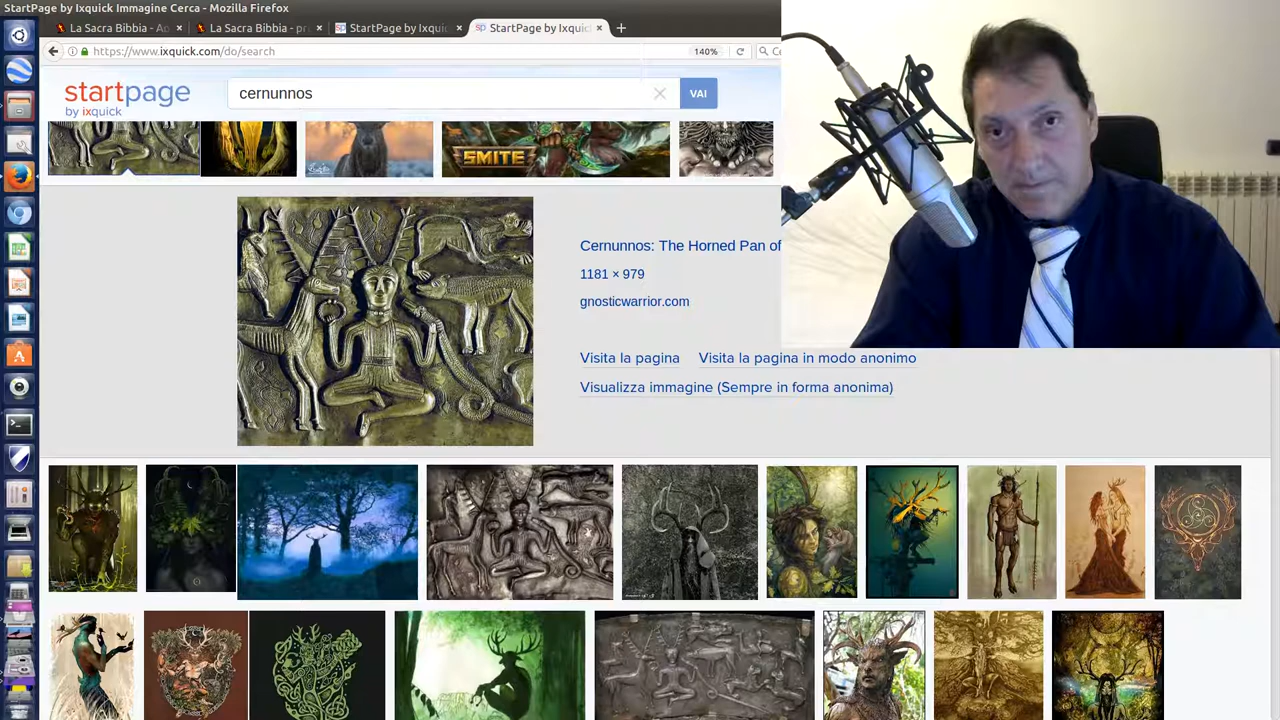 StartPage by Ixquick Immagine Cerca - Mozilla Firefox
La Sacra Bibbia - Ap
La Sacra Bibbia - pr
StartPage by Ixquic
StartPage by Ixquic
https://www.ixquick.com/do/search
140%
startpage
by ixquick
cernunnos
VAI
SMITE
Cernunnos: The Horned Pan of
1181 × 979
gnosticwarrior.com
Visita la pagina
Visita la pagina in modo anonimo
Visualizza immagine (Sempre in forma anonima)